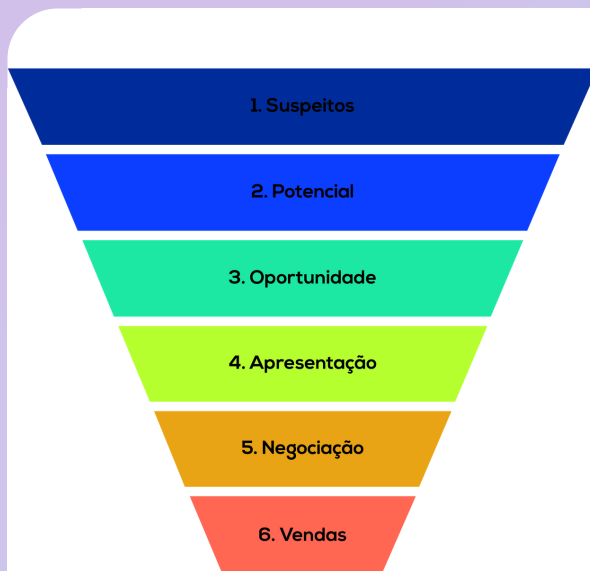 1. Suspeitos
2. Potencial
3. Oportunidade
4. Apresentação
5. Negociação
6. Vendas